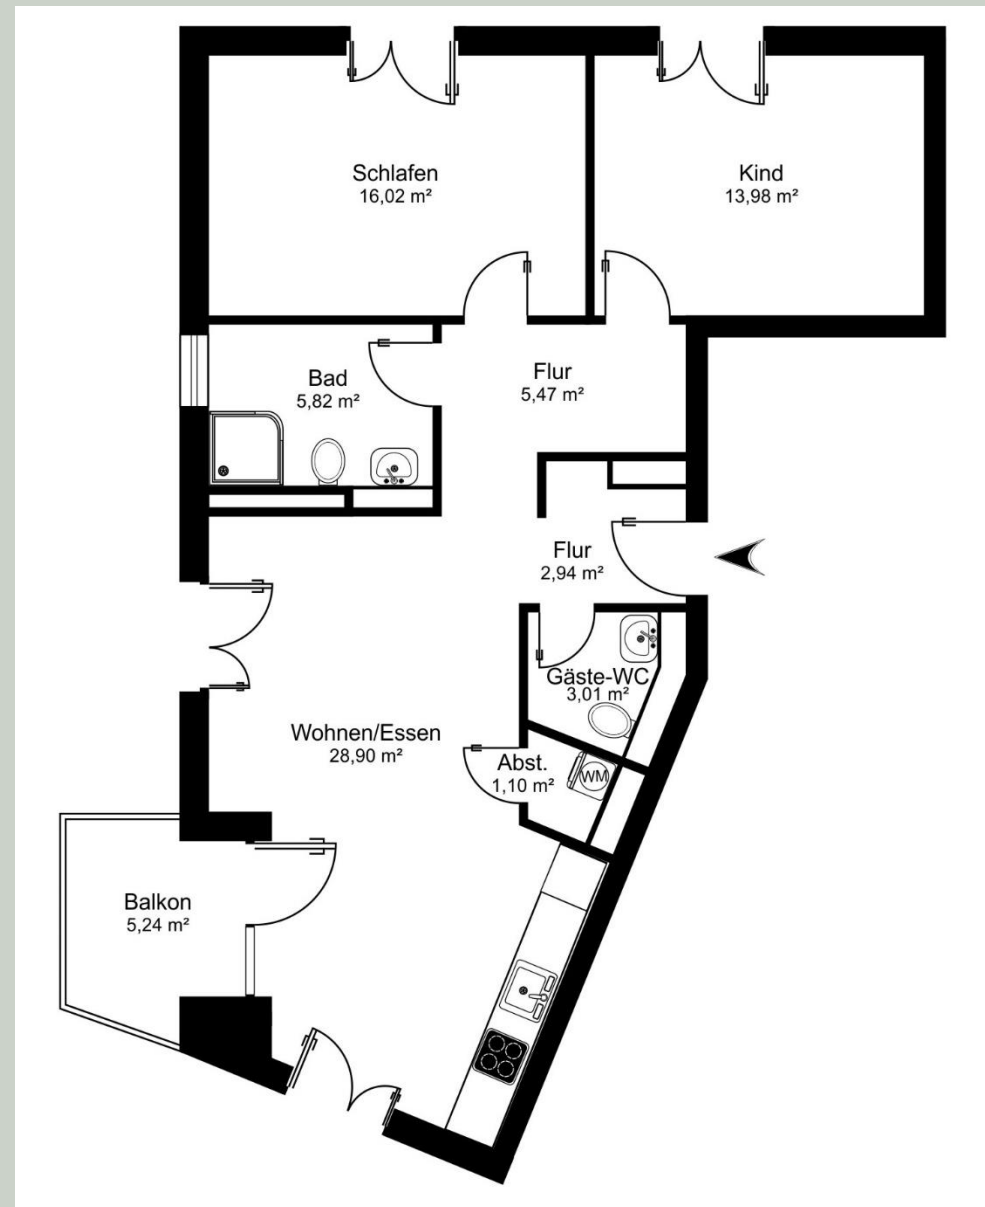 Schlafen
16,02 m²
Kind
13,98 m²
Bad
5,82 m²
Flur
5,47 m²
Flur
2,94 m²
Gäste-WC
3,01 m²
Wohnen/Essen
28,90 m²
Abst.
1,10 m²
WM
Balkon
5,24 m²